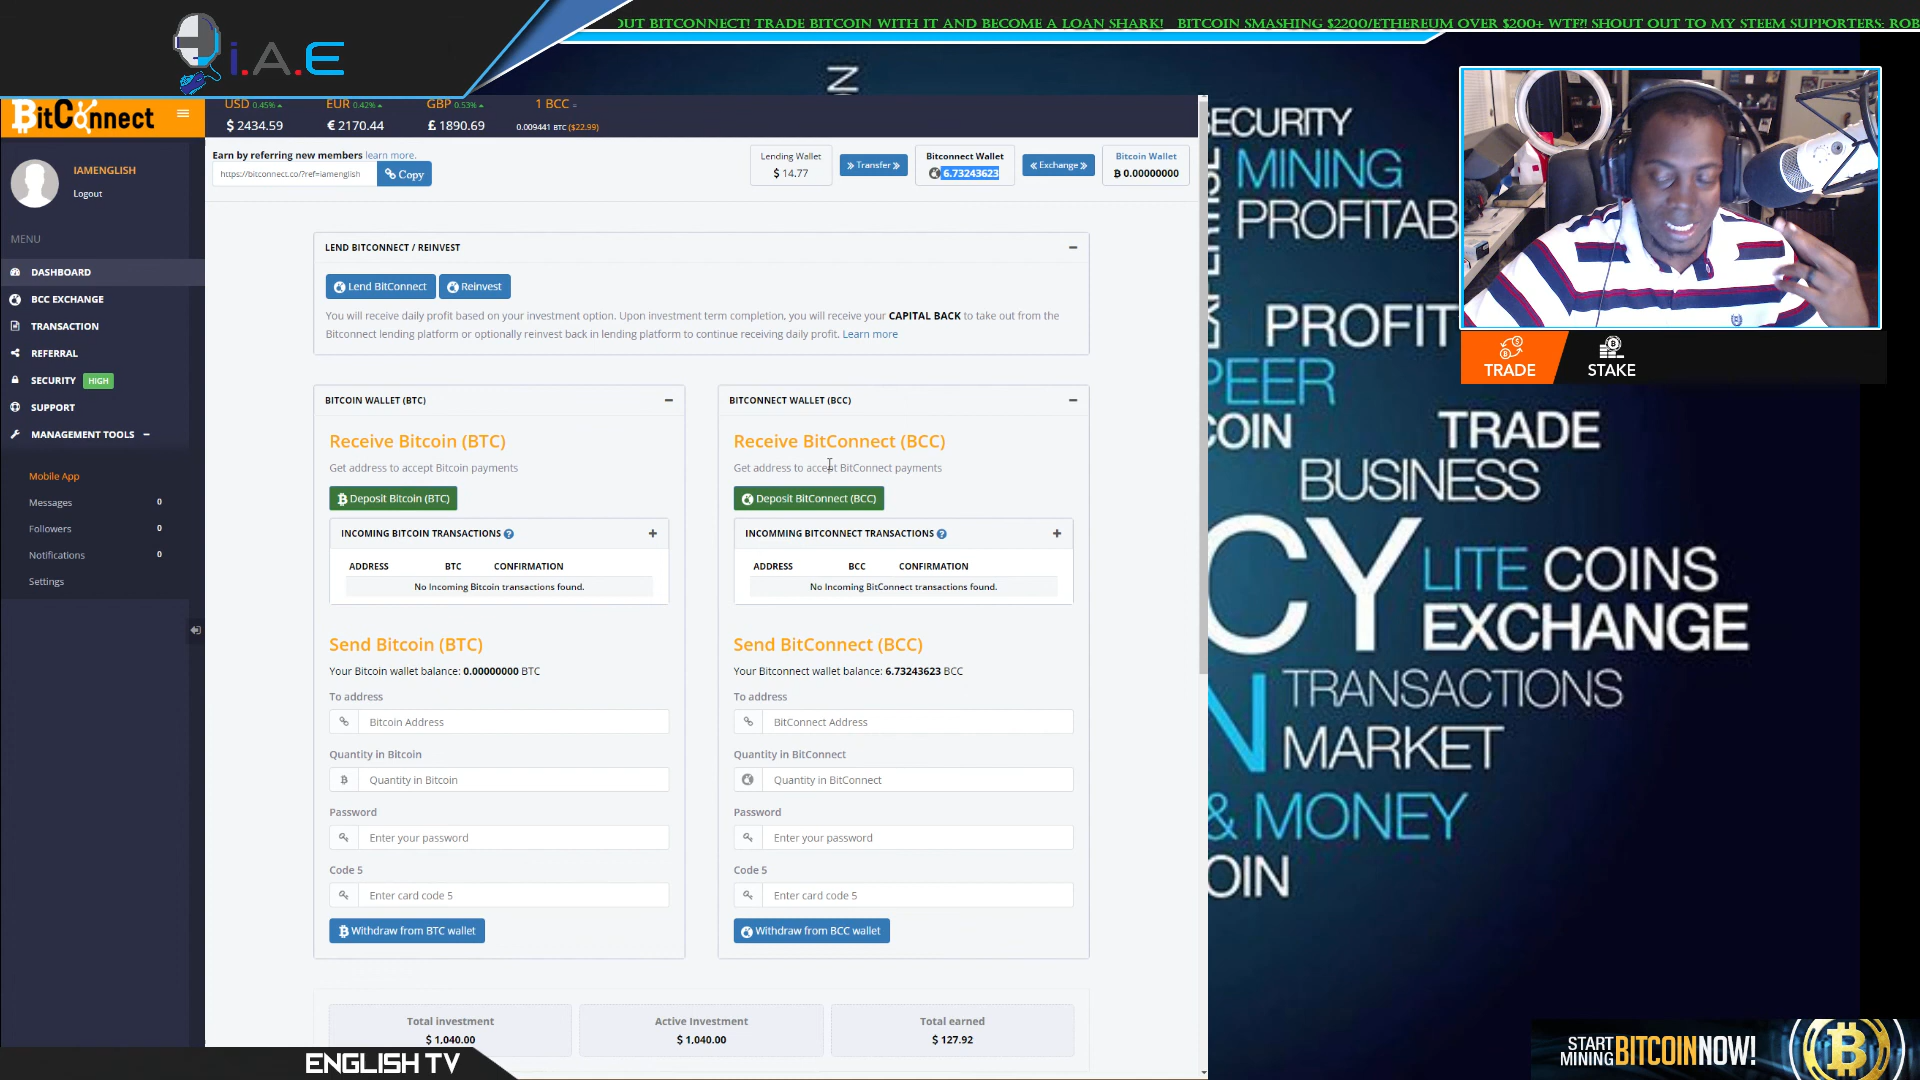 OUT BITCONNECT! TRADE BITCOIN WITH IT AND BECOME A LOAN SHARK! BITCOIN SMASHING $2200/ETHEREUM OVER $200+ WTF?! SHOUT OUT TO MY STEEM SUPPORTERS: ROB
i.A.E
BitConnect
USD 0.45% EUR 0.42% GBP 0.53% 1 BCC =
$ 2434.59 € 2170.44 £ 1890.69 0.009441 BTC ($22.99)
IAMENGLISH
Logout
MENU
DASHBOARD
BCC EXCHANGE
TRANSACTION
REFERRAL
SECURITY HIGH
SUPPORT
MANAGEMENT TOOLS
Mobile App
Messages 0
Followers 0
Notifications 0
Settings
Earn by referring new members learn more.
https://bitconnect.co/?ref=iamenglish Copy
Lending Wallet
$ 14.77
Transfer
Bitconnect Wallet
6.73243623
Exchange
Bitcoin Wallet
0.00000000
LEND BITCONNECT / REINVEST
Lend BitConnect Reinvest
You will receive daily profit based on your investment option. Upon investment term completion, you will receive your CAPITAL BACK to take out from the
Bitconnect lending platform or optionally reinvest back in lending platform to continue receiving daily profit. Learn more
BITCOIN WALLET (BTC)
Receive Bitcoin (BTC)
Get address to accept Bitcoin payments
Deposit Bitcoin (BTC)
INCOMING BITCOIN TRANSACTIONS
ADDRESS BTC CONFIRMATION
No Incoming Bitcoin transactions found.
Send Bitcoin (BTC)
Your Bitcoin wallet balance: 0.00000000 BTC
To address
Bitcoin Address
Quantity in Bitcoin
Quantity in Bitcoin
Password
Enter your password
Code 5
Enter card code 5
Withdraw from BTC wallet
BITCONNECT WALLET (BCC)
Receive BitConnect (BCC)
Get address to accept BitConnect payments
Deposit BitConnect (BCC)
INCOMMING BITCONNECT TRANSACTIONS
ADDRESS BCC CONFIRMATION
No Incoming BitConnect transactions found.
Send BitConnect (BCC)
Your Bitconnect wallet balance: 6.73243623 BCC
To address
BitConnect Address
Quantity in BitConnect
Quantity in BitConnect
Password
Enter your password
Code 5
Enter card code 5
Withdraw from BCC wallet
Total investment
$ 1,040.00
Active Investment
$ 1,040.00
Total earned
$ 127.92
ENGLISH TV
TRADE STAKE
N
SECURITY
MINING
PROFITAB
PROFIT
PEER
COIN
TRADE
BUSINESS
CY
LITE COINS
EXCHANGE
N
TRANSACTIONS
MARKET
& MONEY
OIN
START
MINING BITCOIN NOW!